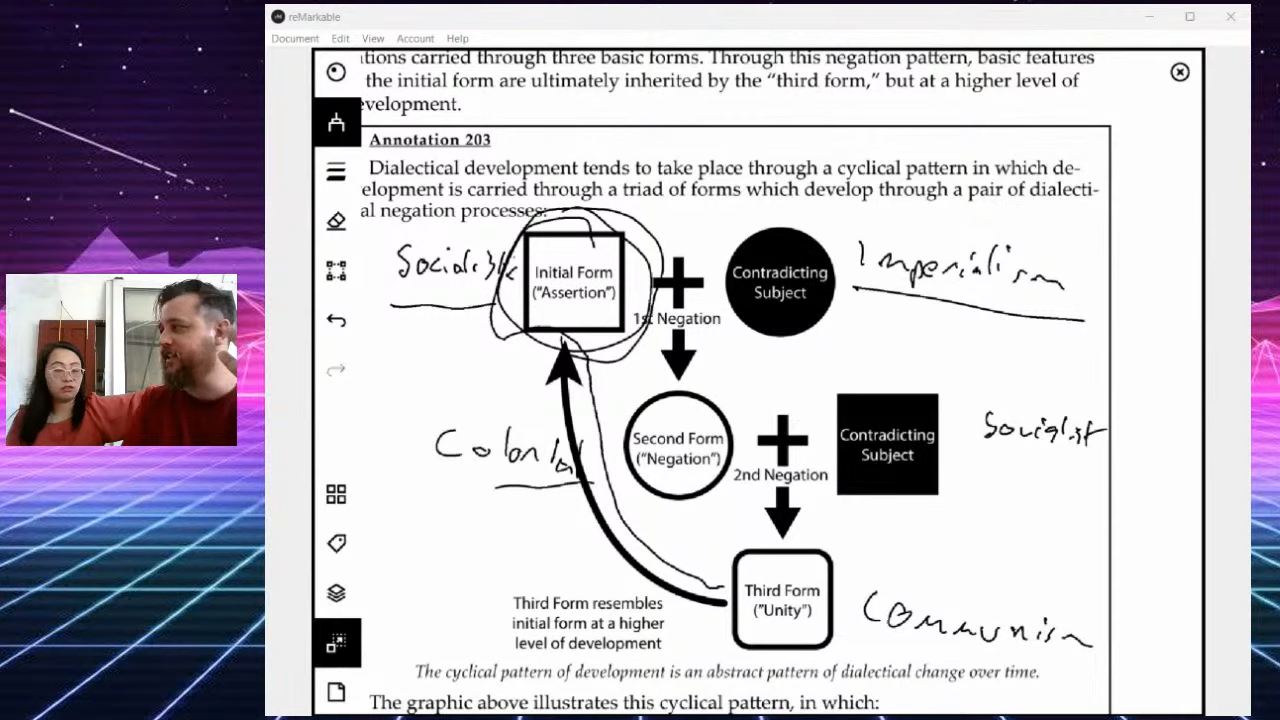 reMarkable
Document Edit View Account Help
tions carried through three basic forms. Through this negation pattern, basic features
the initial form are ultimately inherited by the “third form,” but at a higher level of
evelopment.
Annotation 203
Dialectical development tends to take place through a cyclical pattern in which de-
elopment is carried through a triad of forms which develop through a pair of dialecti-
al negation processes:
Initial Form
(“Assertion”)
Contradicting
Subject
Imperialism
1st Negation
Second Form
(“Negation”)
2nd Negation
Contradicting
Subject
Socialist
Colonial
Third Form
(“Unity”)
Communism
Third Form resembles
initial form at a higher
level of development
The cyclical pattern of development is an abstract pattern of dialectical change over time.
The graphic above illustrates this cyclical pattern, in which: